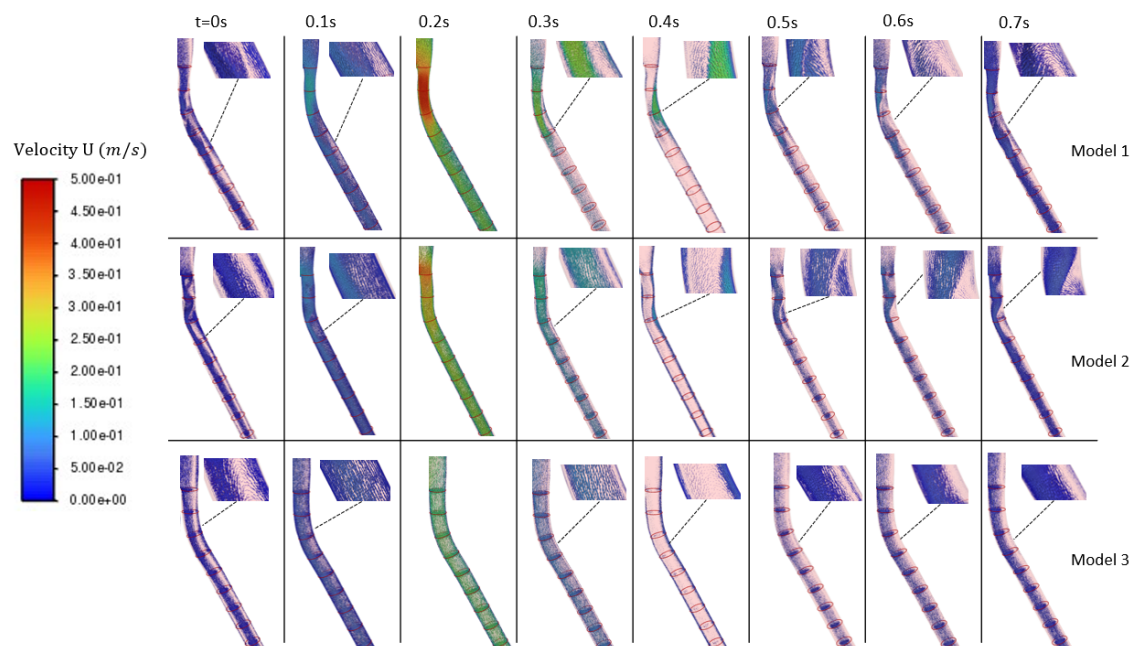 t=0s 0.1s 0.2s 0.3s 0.4s 0.5s 0.6s 0.7s
Velocity U (m/s)
5.00e-01
4.50e-01
4.00e-01
3.50e-01
3.00e-01
2.50e-01
2.00e-01
1.50e-01
1.00e-01
5.00e-02
0.00e+00
Model 1
Model 2
Model 3